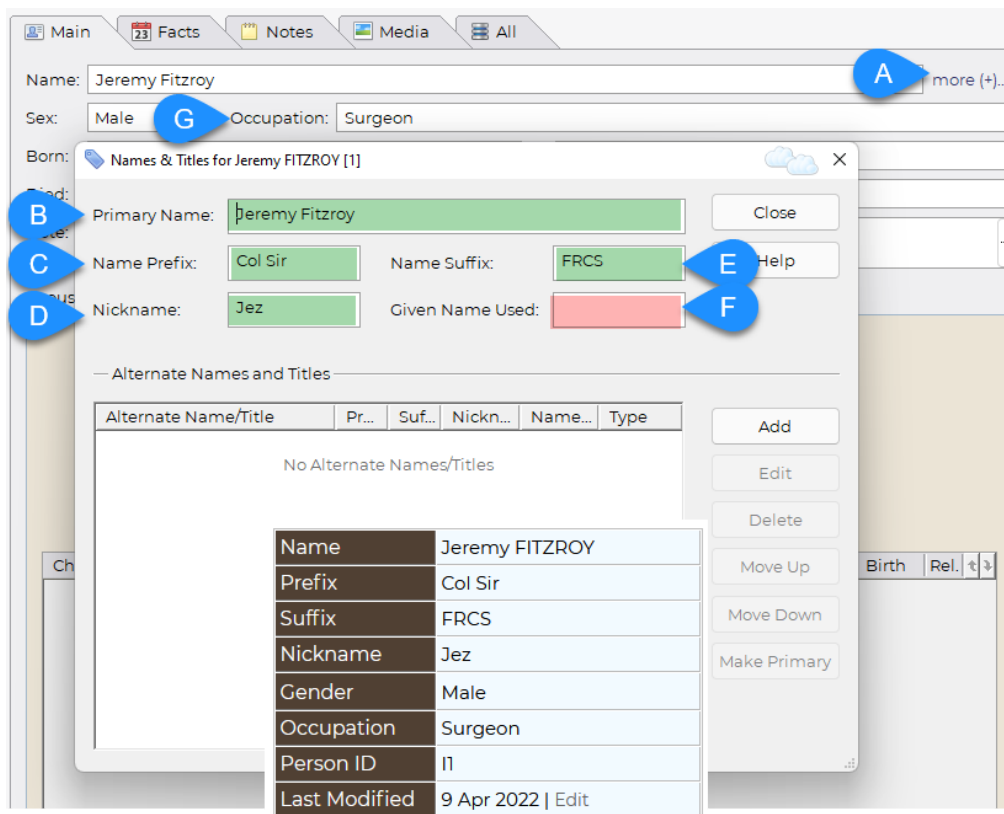 Main Facts Notes Media All
Name: Jeremy Fitzroy A more (+)..
Sex: Male G Occupation: Surgeon
Born: Names & Titles for Jeremy FITZROY [1]
B Primary Name: Jeremy Fitzroy Close
C Name Prefix: Col Sir Name Suffix: FRCS E Help
D Nickname: Jez Given Name Used: F
Alternate Names and Titles
Alternate Name/Title Pr... Suf... Nickn... Name... Type Add
No Alternate Names/Titles Edit
Delete
Name Jeremy FITZROY
Ch Prefix Col Sir Move Up Birth Rel.
Suffix FRCS Move Down
Nickname Jez Make Primary
Gender Male
Occupation Surgeon
Person ID I1
Last Modified 9 Apr 2022 | Edit